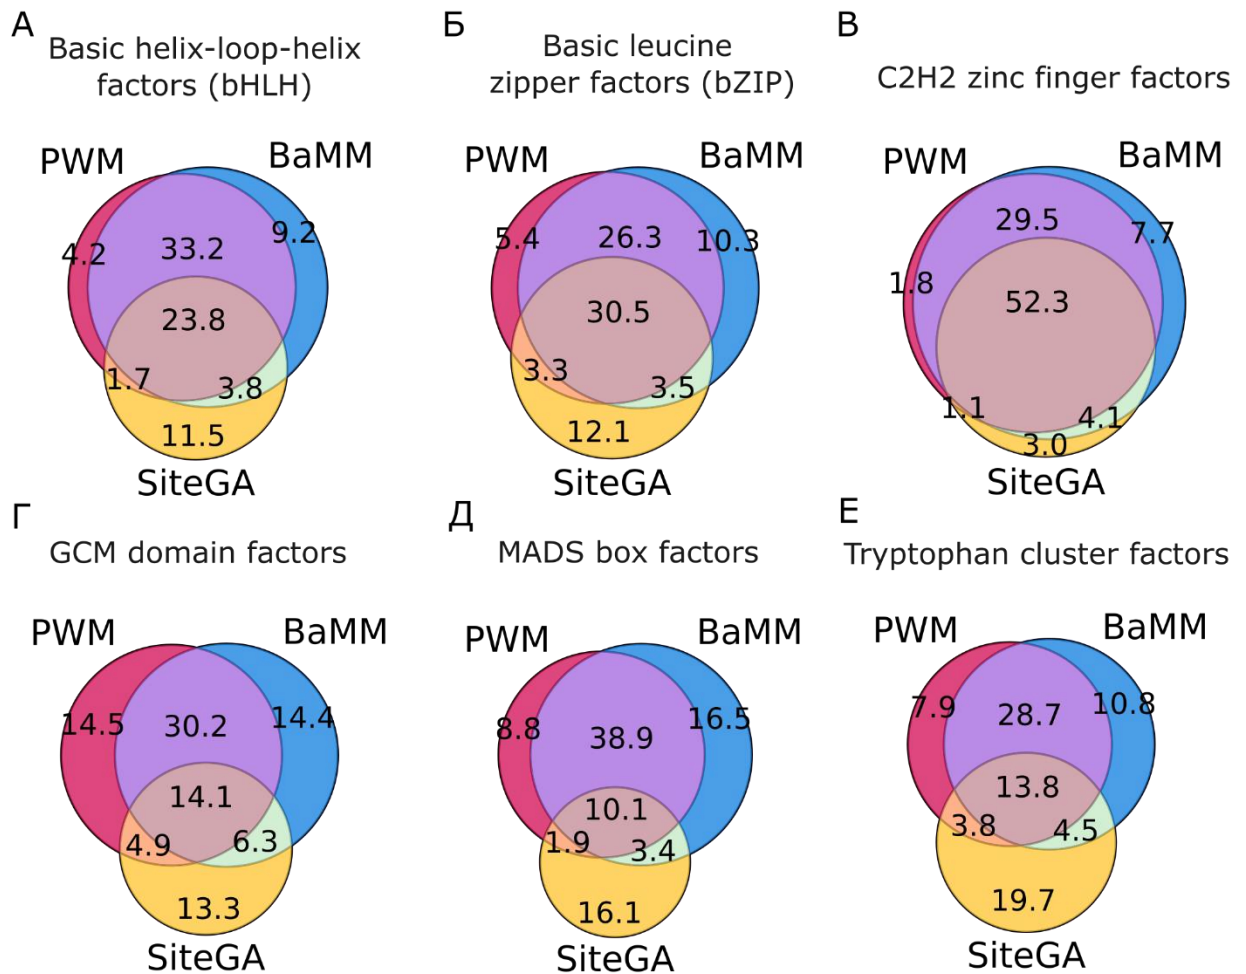 А
Basic helix-loop-helix
factors (bHLH)
PWM
BaMM
4.2
33.2
9.2
23.8
1.7
3.8
11.5
SiteGA
Б
Basic leucine
zipper factors (bZIP)
PWM
BaMM
5.4
26.3
10.3
30.5
3.3
3.5
12.1
SiteGA
В
C2H2 zinc finger factors
PWM
BaMM
1.8
29.5
7.7
52.3
1.1
4.1
3.0
SiteGA
Г
GCM domain factors
PWM
BaMM
14.5
30.2
14.4
14.1
4.9
6.3
13.3
SiteGA
Д
MADS box factors
PWM
BaMM
8.8
38.9
16.5
10.1
1.9
3.4
16.1
SiteGA
Е
Tryptophan cluster factors
PWM
BaMM
7.9
28.7
10.8
13.8
3.8
4.5
19.7
SiteGA